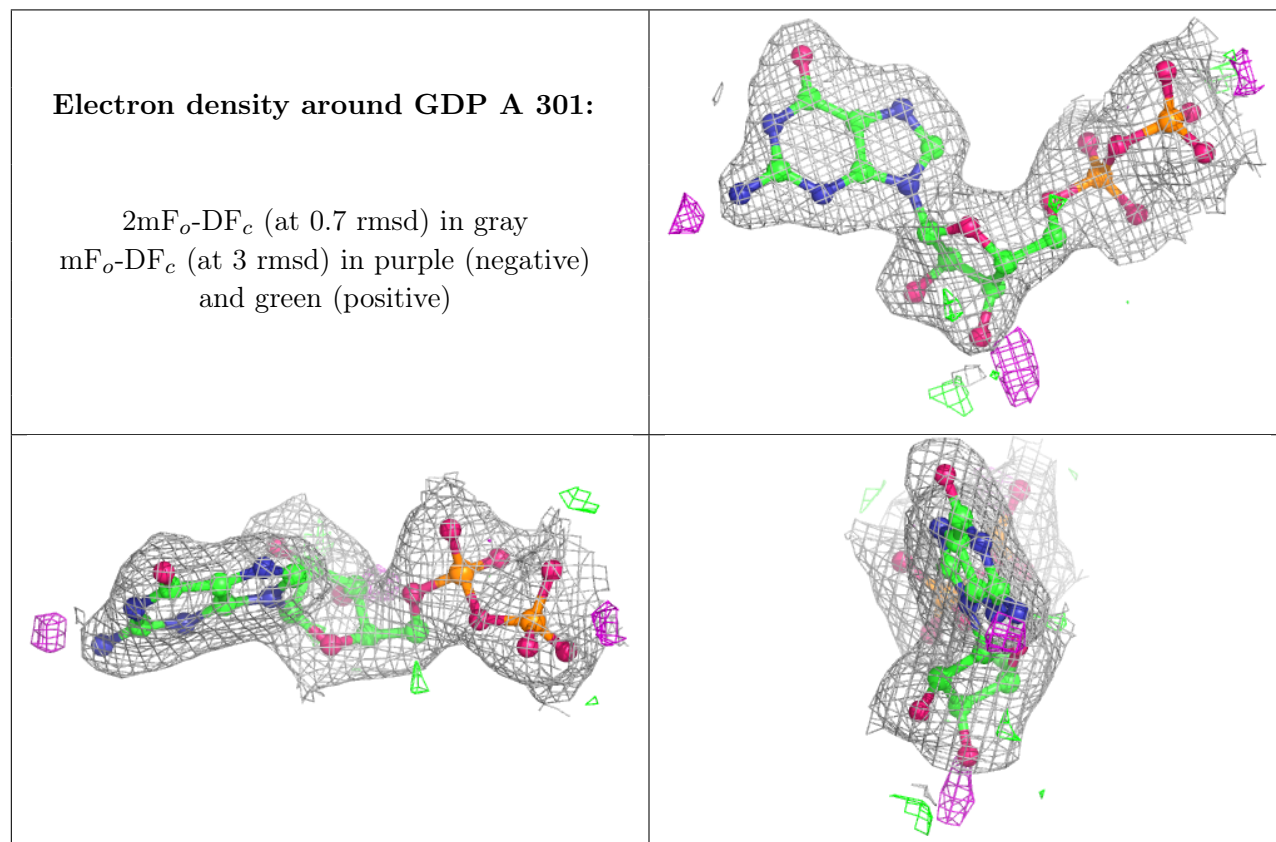 Electron density around GDP A 301:
2mFo-DFc (at 0.7 rmsd) in gray
mFo-DFc (at 3 rmsd) in purple (negative)
and green (positive)